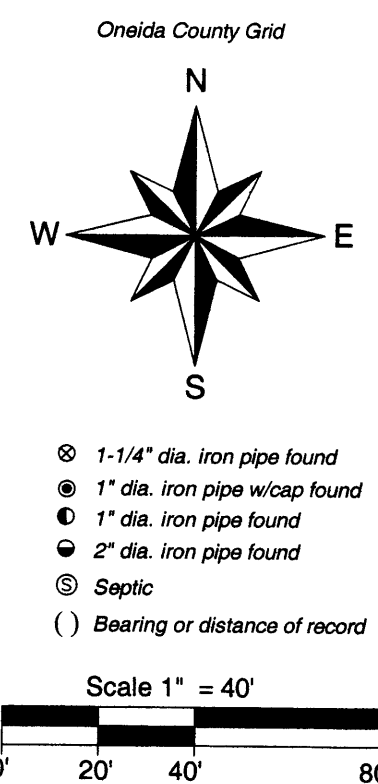 Oneida County Grid
N
W E
S
1-1/4" dia. iron pipe found
1" dia. iron pipe w/cap found
1" dia. iron pipe found
2" dia. iron pipe found
Ⓢ Septic
( ) Bearing or distance of record
Scale 1" = 40'
20' 40'